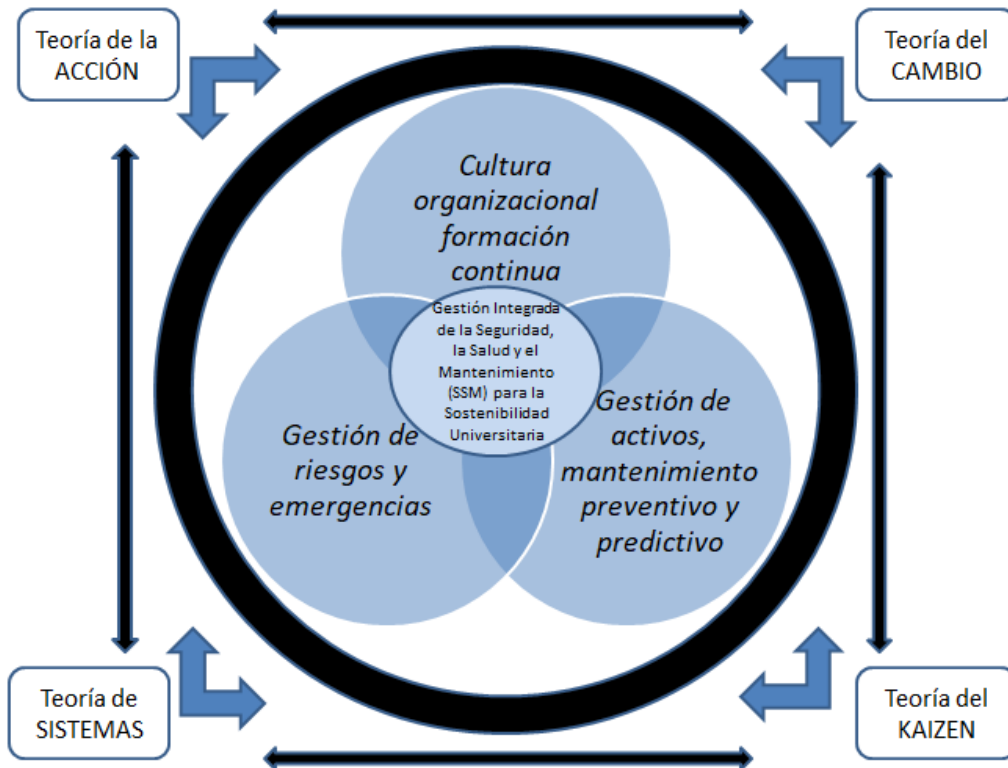 Teoría de la
ACCIÓN
Teoría del
CAMBIO
Cultura
organizacional
formación
continua
Gestión Integrada
de la Seguridad,
la Salud y el
Mantenimiento
(SSM) para la
Sostenibilidad
Universitaria
Gestión de
riesgos y
emergencias
Gestión de
activos,
mantenimiento
preventivo y
predictivo
Teoría de
SISTEMAS
Teoría del
KAIZEN